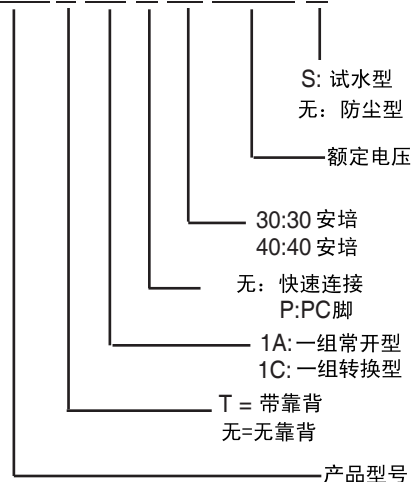 S: 试水型
无：防尘型
额定电压
30:30 安培
40:40 安培
无：快速连接
P:PC脚
1A:一组常开型
1C:一组转换型
T = 带靠背
无=无靠背
产品型号